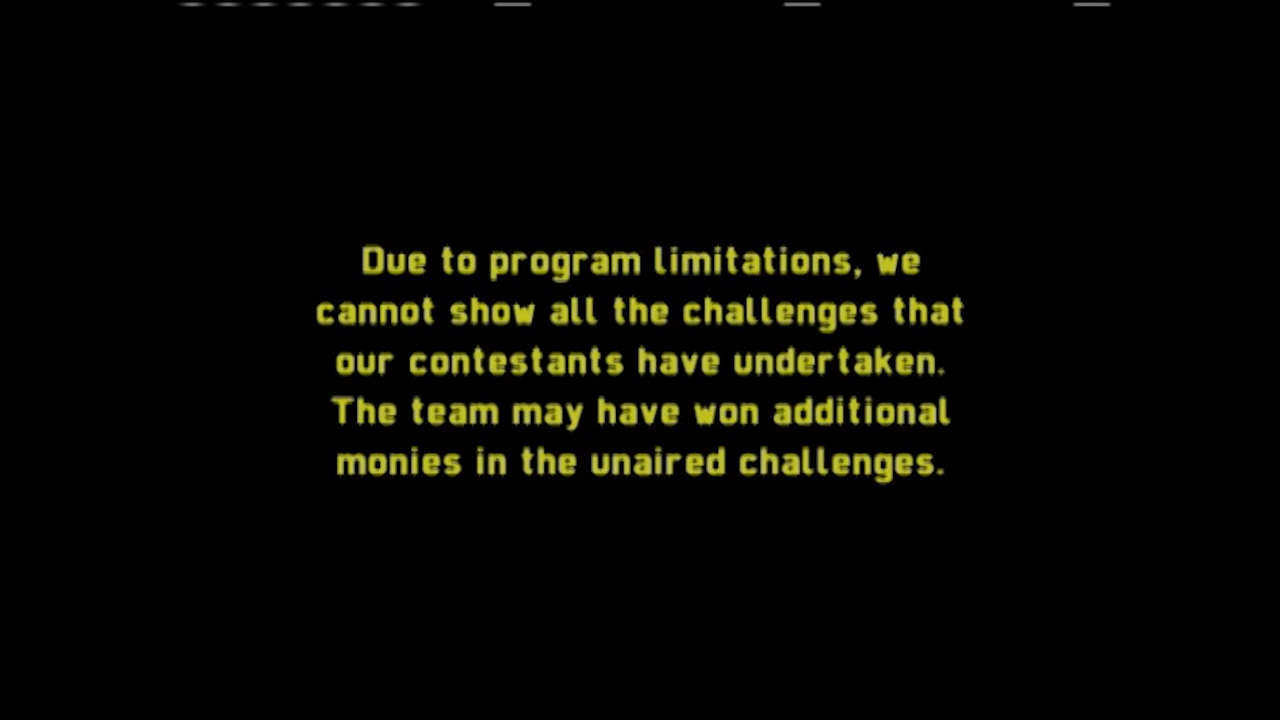 Due to program limitations, we
cannot show all the challenges that
our contestants have undertaken.
The team may have won additional
monies in the unaired challenges.